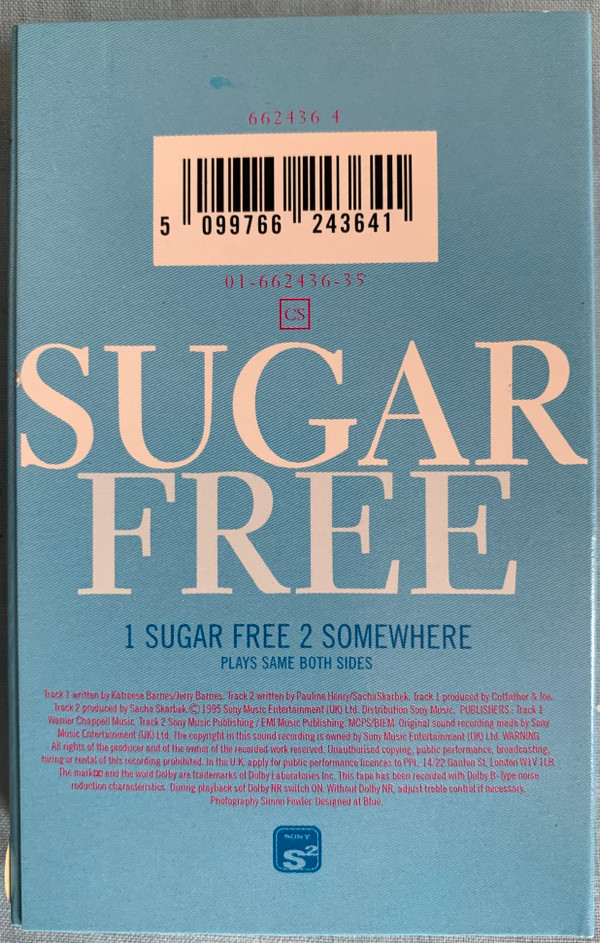 662436 4
5 099766 243641
01-662436-35
CS
SUGAR
FREE
1 SUGAR FREE 2 SOMEWHERE
PLAYS SAME BOTH SIDES
Track 1 written by Katreese Barnes/Jerry Barnes. Track 2 written by Pauline Henry/Sacha Skarbek. Track 1 produced by Cutfather & Joe.
Track 2 produced by Sacha Skarbek. © 1995 Sony Music Entertainment (UK) Ltd. Distribution Sony Music. PUBLISHERS - Track 1
Warner Chappell Music. Track 2 Sony Music Publishing / EMI Music Publishing. MCPS/BIEM. Original sound recording made by Sony
Music Entertainment (UK) Ltd. The copyright in this sound recording is owned by Sony Music Entertainment (UK) Ltd. WARNING
All rights of the producer and of the owner of the recorded work reserved. Unauthorised copying, public performance, broadcasting,
hiring or rental of this recording prohibited. In the U.K. apply for public performance licences to PPL, 14/22 Ganton St, London W1V 1LB.
The mark and the word Dolby are trademarks of Dolby Laboratories Inc. This tape has been recorded with Dolby B-Type noise
reduction characteristics. During playback set Dolby NR switch ON. Without Dolby NR, adjust treble control if necessary.
Photography Simon Fowler. Designed at Blue.
SONY
S2